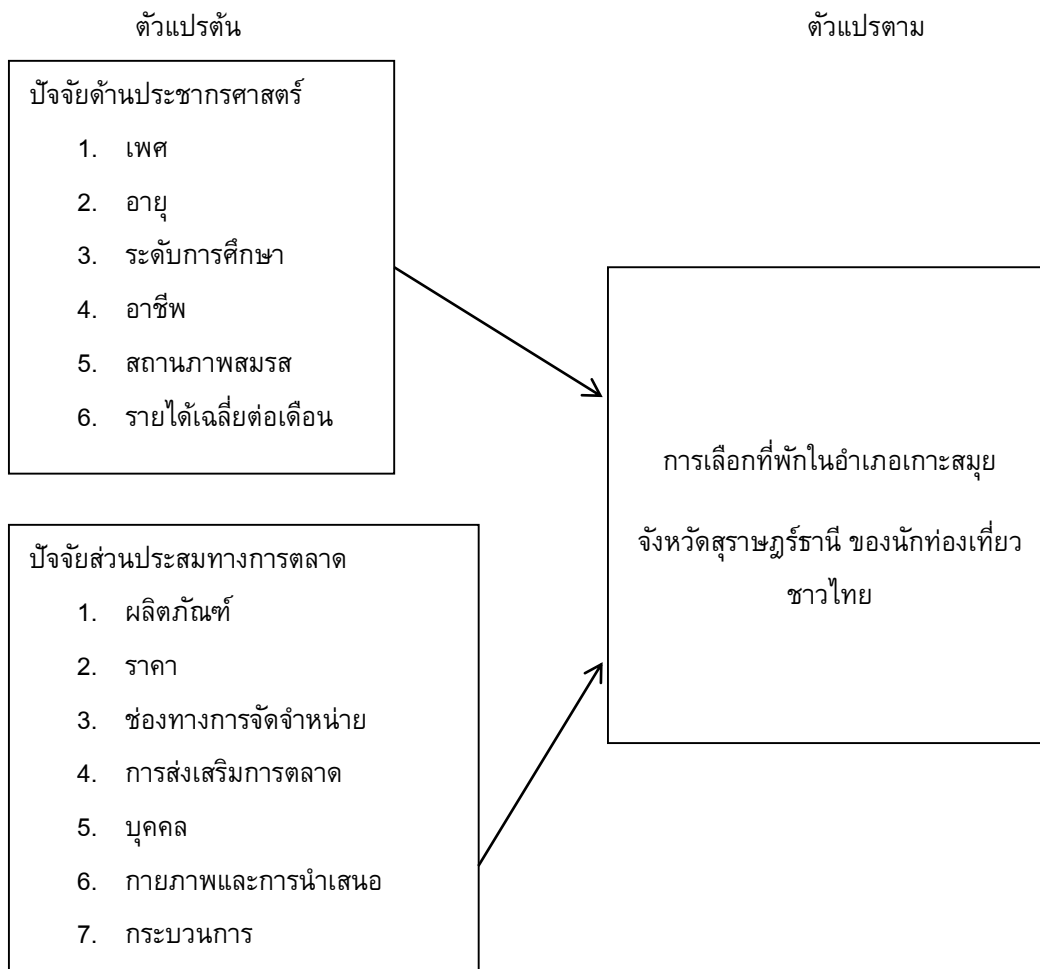 ตัวแปรต้น
ตัวแปรตาม
ปัจจัยด้านประชากรศาสตร์
1. เพศ
2. อายุ
3. ระดับการศึกษา
4. อาชีพ
5. สถานภาพสมรส
6. รายได้เฉลี่ยต่อเดือน
การเลือกที่พักในอำเภอเกาะสมุย
จังหวัดสุราษฎร์ธานี ของนักท่องเที่ยว
ชาวไทย
ปัจจัยส่วนประสมทางการตลาด
1. ผลิตภัณฑ์
2. ราคา
3. ช่องทางการจัดจำหน่าย
4. การส่งเสริมการตลาด
5. บุคคล
6. กายภาพและการนำเสนอ
7. กระบวนการ